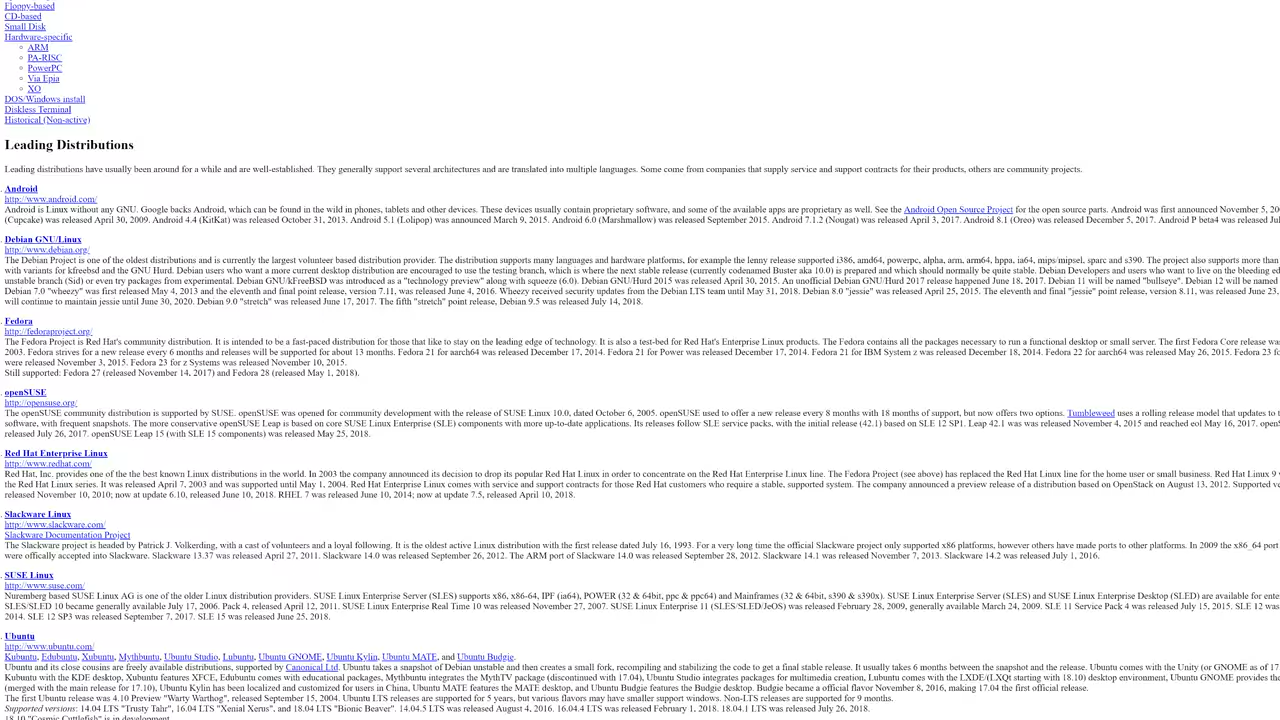 Floppy-based
CD-based
Small Disk
Hardware-specific
ARM
PA-RISC
PowerPC
Via Epia
XO
DOS/Windows install
Diskless Terminal
Historical (Non-active)
Leading Distributions
Leading distributions have usually been around for a while and are well-established. They generally support several architectures and are translated into multiple languages. Some come from companies that supply service and support contracts for their products, others are community projects.
Android
http://www.android.com/
Android is Linux without any GNU. Google backs Android, which can be found in the wild in phones, tablets and other devices. These devices usually contain proprietary software, and some of the available apps are proprietary as well. See the Android Open Source Project for the open source parts. Android was first announced November 5, 200
(Cupcake) was released April 30, 2009. Android 4.4 (KitKat) was released October 31, 2013. Android 5.1 (Lolipop) was announced March 9, 2015. Android 6.0 (Marshmallow) was released September 2015. Android 7.1.2 (Nougat) was released April 3, 2017. Android 8.1 (Oreo) was released December 5, 2017. Android P beta4 was released Jul
Debian GNU/Linux
http://www.debian.org/
The Debian Project is one of the oldest distributions and is currently the largest volunteer based distribution provider. The distribution supports many languages and hardware platforms, for example the lenny release supported i386, amd64, powerpc, alpha, arm, arm64, hppa, ia64, mips/mipsel, sparc and s390. The project also supports more than
with variants for kfreebsd and the GNU Hurd. Debian users who want a more current desktop distribution are encouraged to use the testing branch, which is where the next stable release (currently codenamed Buster aka 10.0) is prepared and which should normally be quite stable. Debian Developers and users who want to live on the bleeding ed
unstable branch (Sid) or even try packages from experimental. Debian GNU/kFreeBSD was introduced as a "technology preview" along with squeeze (6.0). Debian GNU/Hurd 2015 was released April 30, 2015. An unofficial Debian GNU/Hurd 2017 release happened June 18, 2017. Debian 11 will be named "bullseye". Debian 12 will be named
Debian 7.0 "wheezy" was first released May 4, 2013 and the eleventh and final point release, version 7.11, was released June 4, 2016. Wheezy received security updates from the Debian LTS team until May 31, 2018. Debian 8.0 "jessie" was released April 25, 2015. The eleventh and final "jessie" point release, version 8.11, was released June 23,
will continue to maintain jessie until June 30, 2020. Debian 9.0 "stretch" was released June 17, 2017. The fifth "stretch" point release, Debian 9.5 was released July 14, 2018.
Fedora
http://fedoraproject.org/
The Fedora Project is Red Hat's community distribution. It is intended to be a fast-paced distribution for those that like to stay on the leading edge of technology. It is also a test-bed for Red Hat's Enterprise Linux products. The Fedora contains all the packages necessary to run a functional desktop or small server. The first Fedora Core release wa
2003. Fedora strives for a new release every 6 months and releases will be supported for about 13 months. Fedora 21 for aarch64 was released December 17, 2014. Fedora 21 for Power was released December 17, 2014. Fedora 21 for IBM System z was released December 18, 2014. Fedora 22 for aarch64 was released May 26, 2015. Fedora 23 fo
were released November 3, 2015. Fedora 23 for z Systems was released November 10, 2015.
Still supported: Fedora 27 (released November 14, 2017) and Fedora 28 (released May 1, 2018).
openSUSE
http://opensuse.org/
The openSUSE community distribution is supported by SUSE. openSUSE was opened for community development with the release of SUSE Linux 10.0, dated October 6, 2005. openSUSE used to offer a new release every 8 months with 18 months of support, but now offers two options. Tumbleweed uses a rolling release model that updates to t
software, with frequent snapshots. The more conservative openSUSE Leap is based on core SUSE Linux Enterprise (SLE) components with more up-to-date applications. Its releases follow SLE service packs, with the initial release (42.1) based on SLE 12 SP1. Leap 42.1 was was released November 4, 2015 and reached eol May 16, 2017. openS
released July 26, 2017. openSUSE Leap 15 (with SLE 15 components) was released May 25, 2018.
Red Hat Enterprise Linux
http://www.redhat.com/
Red Hat, Inc. provides one of the the best known Linux distributions in the world. In 2003 the company announced its decision to drop its popular Red Hat Linux in order to concentrate on the Red Hat Enterprise Linux line. The Fedora Project (see above) has replaced the Red Hat Linux line for the home user or small business. Red Hat Linux 9 w
the Red Hat Linux series. It was released April 7, 2003 and was supported until May 1, 2004. Red Hat Enterprise Linux comes with service and support contracts for those Red Hat customers who require a stable, supported system. The company announced a preview release of a distribution based on OpenStack on August 13, 2012. Supported ve
released November 10, 2010; now at update 6.10, released June 10, 2018. RHEL 7 was released June 10, 2014; now at update 7.5, released April 10, 2018.
Slackware Linux
http://www.slackware.com/
Slackware Documentation Project
The Slackware project is headed by Patrick J. Volkerding, with a cast of volunteers and a loyal following. It is the oldest active Linux distribution with the first release dated July 16, 1993. For a very long time the official Slackware project only supported x86 platforms, however others have made ports to other platforms. In 2009 the x86_64 port
were offically accepted into Slackware. Slackware 13.37 was released April 27, 2011. Slackware 14.0 was released September 26, 2012. The ARM port of Slackware 14.0 was released September 28, 2012. Slackware 14.1 was released November 7, 2013. Slackware 14.2 was released July 1, 2016.
SUSE Linux
http://www.suse.com/
Nuremberg based SUSE Linux AG is one of the older Linux distribution providers. SUSE Linux Enterprise Server (SLES) supports x86, x86-64, IPF (ia64), POWER (32 & 64bit, ppc & ppc64) and Mainframes (32 & 64bit, s390 & s390x). SUSE Linux Enterprise Server (SLES) and SUSE Linux Enterprise Desktop (SLED) are available for ente
SLES/SLED 10 became generally available July 17, 2006. Pack 4, released April 12, 2011. SUSE Linux Enterprise Real Time 10 was released November 27, 2007. SUSE Linux Enterprise 11 (SLES/SLED/JeOS) was released February 28, 2009, generally available March 24, 2009. SLE 11 Service Pack 4 was released July 15, 2015. SLE 12 was
2014. SLE 12 SP3 was released September 7, 2017. SLE 15 was released June 25, 2018.
Ubuntu
http://www.ubuntu.com/
Kubuntu, Edubuntu, Xubuntu, Mythbuntu, Ubuntu Studio, Lubuntu, Ubuntu GNOME, Ubuntu Kylin, Ubuntu MATE, and Ubuntu Budgie.
Ubuntu and its close cousins are freely available distributions, supported by Canonical Ltd. Ubuntu takes a snapshot of Debian unstable and then creates a small fork, recompiling and stabilizing the code to get a final stable release. It usually takes 6 months between the snapshot and the release. Ubuntu comes with the Unity (or GNOME as of 17
Kubuntu with the KDE desktop, Xubuntu features XFCE, Edubuntu comes with educational packages, Mythbuntu integrates the MythTV package (discontinued with 17.04), Ubuntu Studio integrates packages for multimedia creation, Lubuntu comes with the LXDE/(LXQt starting with 18.10) desktop environment, Ubuntu GNOME provides the
(merged with the main release for 17.10), Ubuntu Kylin has been localized and customized for users in China, Ubuntu MATE features the MATE desktop, and Ubuntu Budgie features the Budgie desktop. Budgie became a official flavor November 8, 2016, making 17.04 the first official release.
The first Ubuntu release was 4.10 Preview "Warty Warthog", released September 15, 2004. Ubuntu LTS releases are supported for 5 years, but various flavors may have smaller support windows. Non-LTS releases are supported for 9 months.
Supported versions: 14.04 LTS "Trusty Tahr", 16.04 LTS "Xenial Xerus", and 18.04 LTS "Bionic Beaver". 14.04.5 LTS was released August 4, 2016. 16.04.4 LTS was released February 1, 2018. 18.04.1 LTS was released July 26, 2018.
18.10 "Cosmic Cuttlefish" is in development.